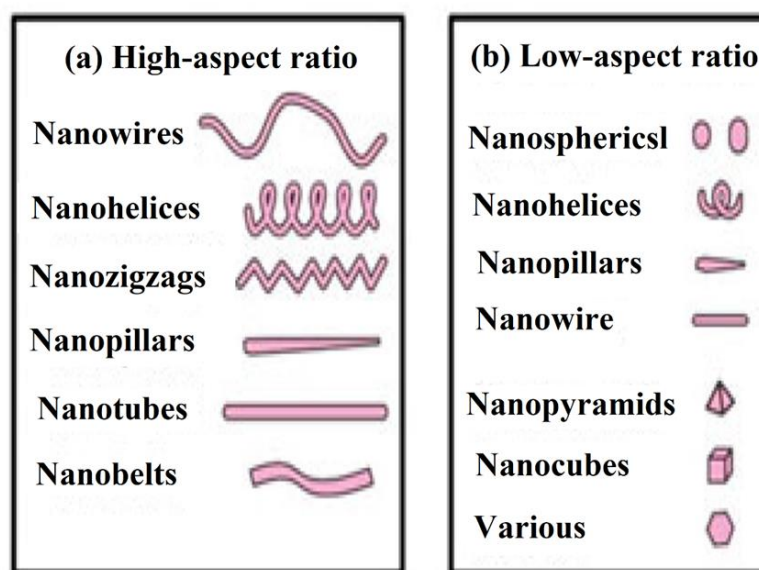 (a) High-aspect ratio
Nanowires
Nanohelices
Nanozigzags
Nanopillars
Nanotubes
Nanobelts
(b) Low-aspect ratio
Nanosphericsl
Nanohelices
Nanopillars
Nanowire
Nanopyramids
Nanocubes
Various